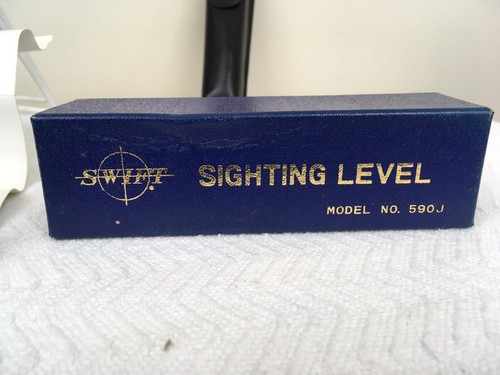 SWIFT
SIGHTING LEVEL
MODEL NO. 590J